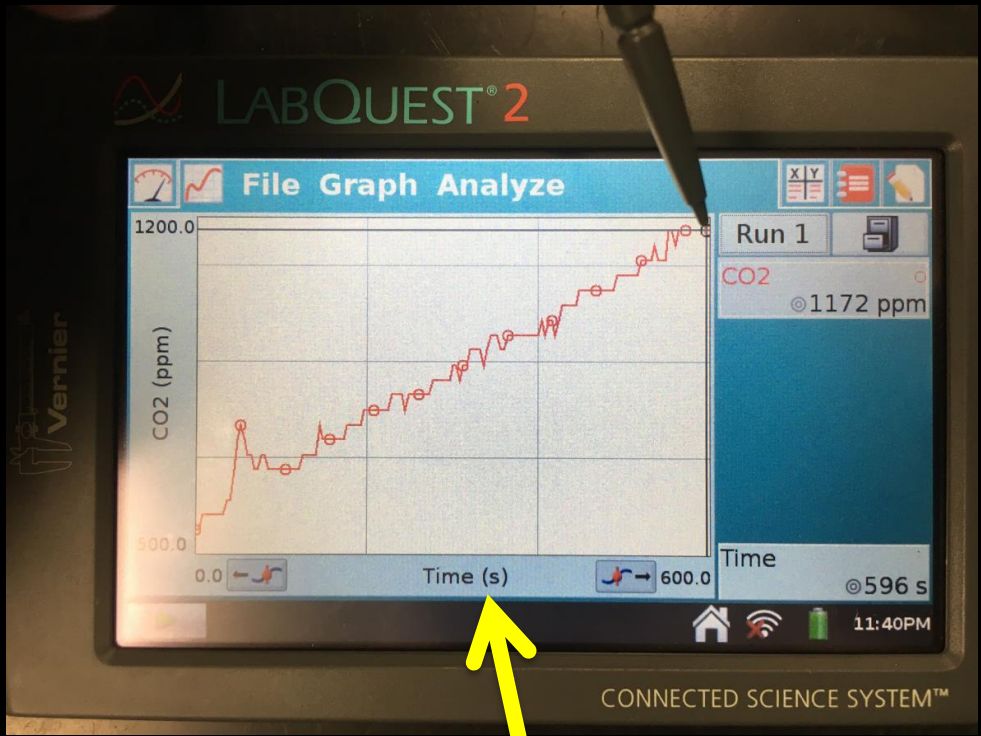 LABQUEST® 2
File Graph Analyze
X Y
1200.0
Run 1
CO2
1172 ppm
CO2 (ppm)
Vernier
500.0
0.0
Time (s)
600.0
Time
596 s
11:40PM
CONNECTED SCIENCE SYSTEM™